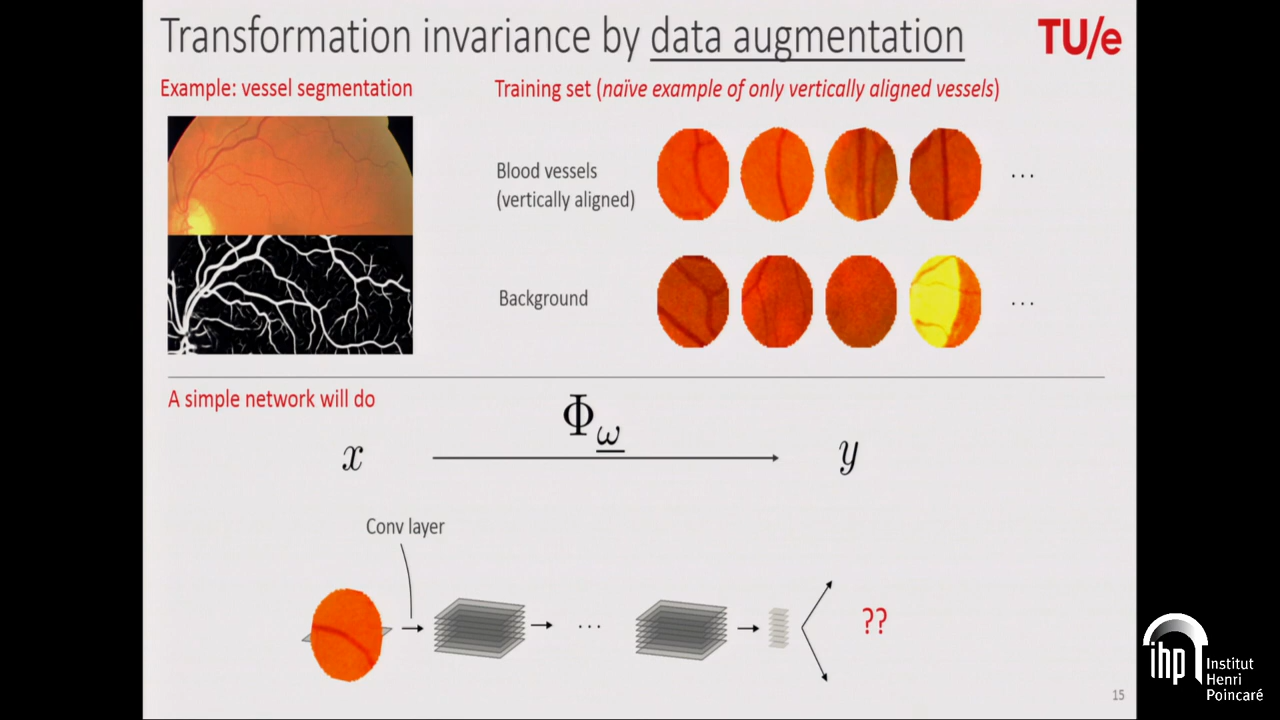 Transformation invariance by data augmentation
TU/e
Example: vessel segmentation
Training set (naïve example of only vertically aligned vessels)
Blood vessels
(vertically aligned)
...
Background
...
A simple network will do
Φ_ω
x
y
Conv layer
...
??
15
ihp
Institut
Henri
Poincaré